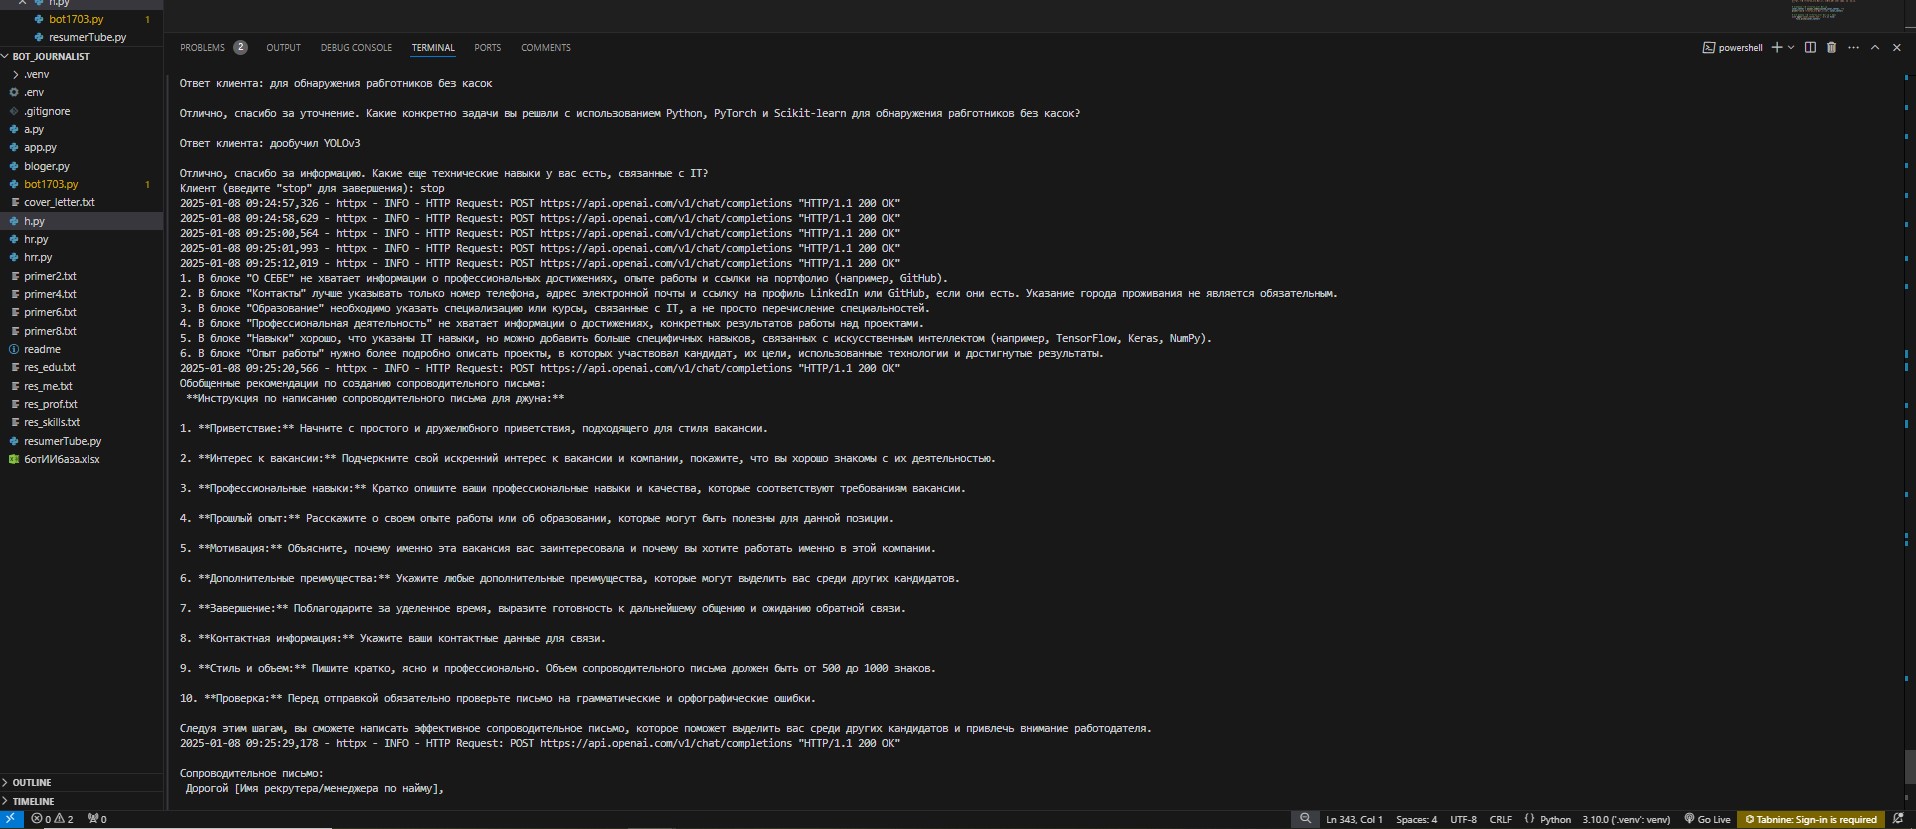 h.py
bot1703.py 1
resumerTube.py
BOT_JOURNALIST
.venv
.env
.gitignore
a.py
app.py
bloger.py
bot1703.py 1
cover_letter.txt
h.py
hr.py
hrr.py
primer2.txt
primer4.txt
primer6.txt
primer8.txt
readme
res_edu.txt
res_me.txt
res_prof.txt
res_skills.txt
resumerTube.py
ботИИбаза.xlsx
OUTLINE
TIMELINE
PROBLEMS 2 OUTPUT DEBUG CONSOLE TERMINAL PORTS COMMENTS powershell
Ответ клиента: для обнаружения рабготников без касок
Отлично, спасибо за уточнение. Какие конкретно задачи вы решали с использованием Python, PyTorch и Scikit-learn для обнаружения рабготников без касок?
Ответ клиента: дообучил YOLOv3
Отлично, спасибо за информацию. Какие еще технические навыки у вас есть, связанные с IT?
Клиент (введите "stop" для завершения): stop
2025-01-08 09:24:57,326 - httpx - INFO - HTTP Request: POST https://api.openai.com/v1/chat/completions "HTTP/1.1 200 OK"
2025-01-08 09:24:58,629 - httpx - INFO - HTTP Request: POST https://api.openai.com/v1/chat/completions "HTTP/1.1 200 OK"
2025-01-08 09:25:00,564 - httpx - INFO - HTTP Request: POST https://api.openai.com/v1/chat/completions "HTTP/1.1 200 OK"
2025-01-08 09:25:01,993 - httpx - INFO - HTTP Request: POST https://api.openai.com/v1/chat/completions "HTTP/1.1 200 OK"
2025-01-08 09:25:12,019 - httpx - INFO - HTTP Request: POST https://api.openai.com/v1/chat/completions "HTTP/1.1 200 OK"
1. В блоке "О СЕБЕ" не хватает информации о профессиональных достижениях, опыте работы и ссылки на портфолио (например, GitHub).
2. В блоке "Контакты" лучше указывать только номер телефона, адрес электронной почты и ссылку на профиль LinkedIn или GitHub, если они есть. Указание города проживания не является обязательным.
3. В блоке "Образование" необходимо указать специализацию или курсы, связанные с IT, а не просто перечисление специальностей.
4. В блоке "Профессиональная деятельность" не хватает информации о достижениях, конкретных результатов работы над проектами.
5. В блоке "Навыки" хорошо, что указаны IT навыки, но можно добавить больше специфичных навыков, связанных с искусственным интеллектом (например, TensorFlow, Keras, NumPy).
6. В блоке "Опыт работы" нужно более подробно описать проекты, в которых участвовал кандидат, их цели, использованные технологии и достигнутые результаты.
2025-01-08 09:25:20,566 - httpx - INFO - HTTP Request: POST https://api.openai.com/v1/chat/completions "HTTP/1.1 200 OK"
Обобщенные рекомендации по созданию сопроводительного письма:
**Инструкция по написанию сопроводительного письма для джуна:**
1. **Приветствие:** Начните с простого и дружелюбного приветствия, подходящего для стиля вакансии.
2. **Интерес к вакансии:** Подчеркните свой искренний интерес к вакансии и компании, покажите, что вы хорошо знакомы с их деятельностью.
3. **Профессиональные навыки:** Кратко опишите ваши профессиональные навыки и качества, которые соответствуют требованиям вакансии.
4. **Прошлый опыт:** Расскажите о своем опыте работы или об образовании, которые могут быть полезны для данной позиции.
5. **Мотивация:** Объясните, почему именно эта вакансия вас заинтересовала и почему вы хотите работать именно в этой компании.
6. **Дополнительные преимущества:** Укажите любые дополнительные преимущества, которые могут выделить вас среди других кандидатов.
7. **Завершение:** Поблагодарите за уделенное время, выразите готовность к дальнейшему общению и ожиданию обратной связи.
8. **Контактная информация:** Укажите ваши контактные данные для связи.
9. **Стиль и объем:** Пишите кратко, ясно и профессионально. Объем сопроводительного письма должен быть от 500 до 1000 знаков.
10. **Проверка:** Перед отправкой обязательно проверьте письмо на грамматические и орфографические ошибки.
Следуя этим шагам, вы сможете написать эффективное сопроводительное письмо, которое поможет выделить вас среди других кандидатов и привлечь внимание работодателя.
2025-01-08 09:25:29,178 - httpx - INFO - HTTP Request: POST https://api.openai.com/v1/chat/completions "HTTP/1.1 200 OK"
Сопроводительное письмо:
Дорогой [Имя рекрутера/менеджера по найму],
0 2 0 Ln 343, Col 1 Spaces: 4 UTF-8 CRLF Python 3.10.0 ('.venv': venv) Go Live Tabnine: Sign-in is required